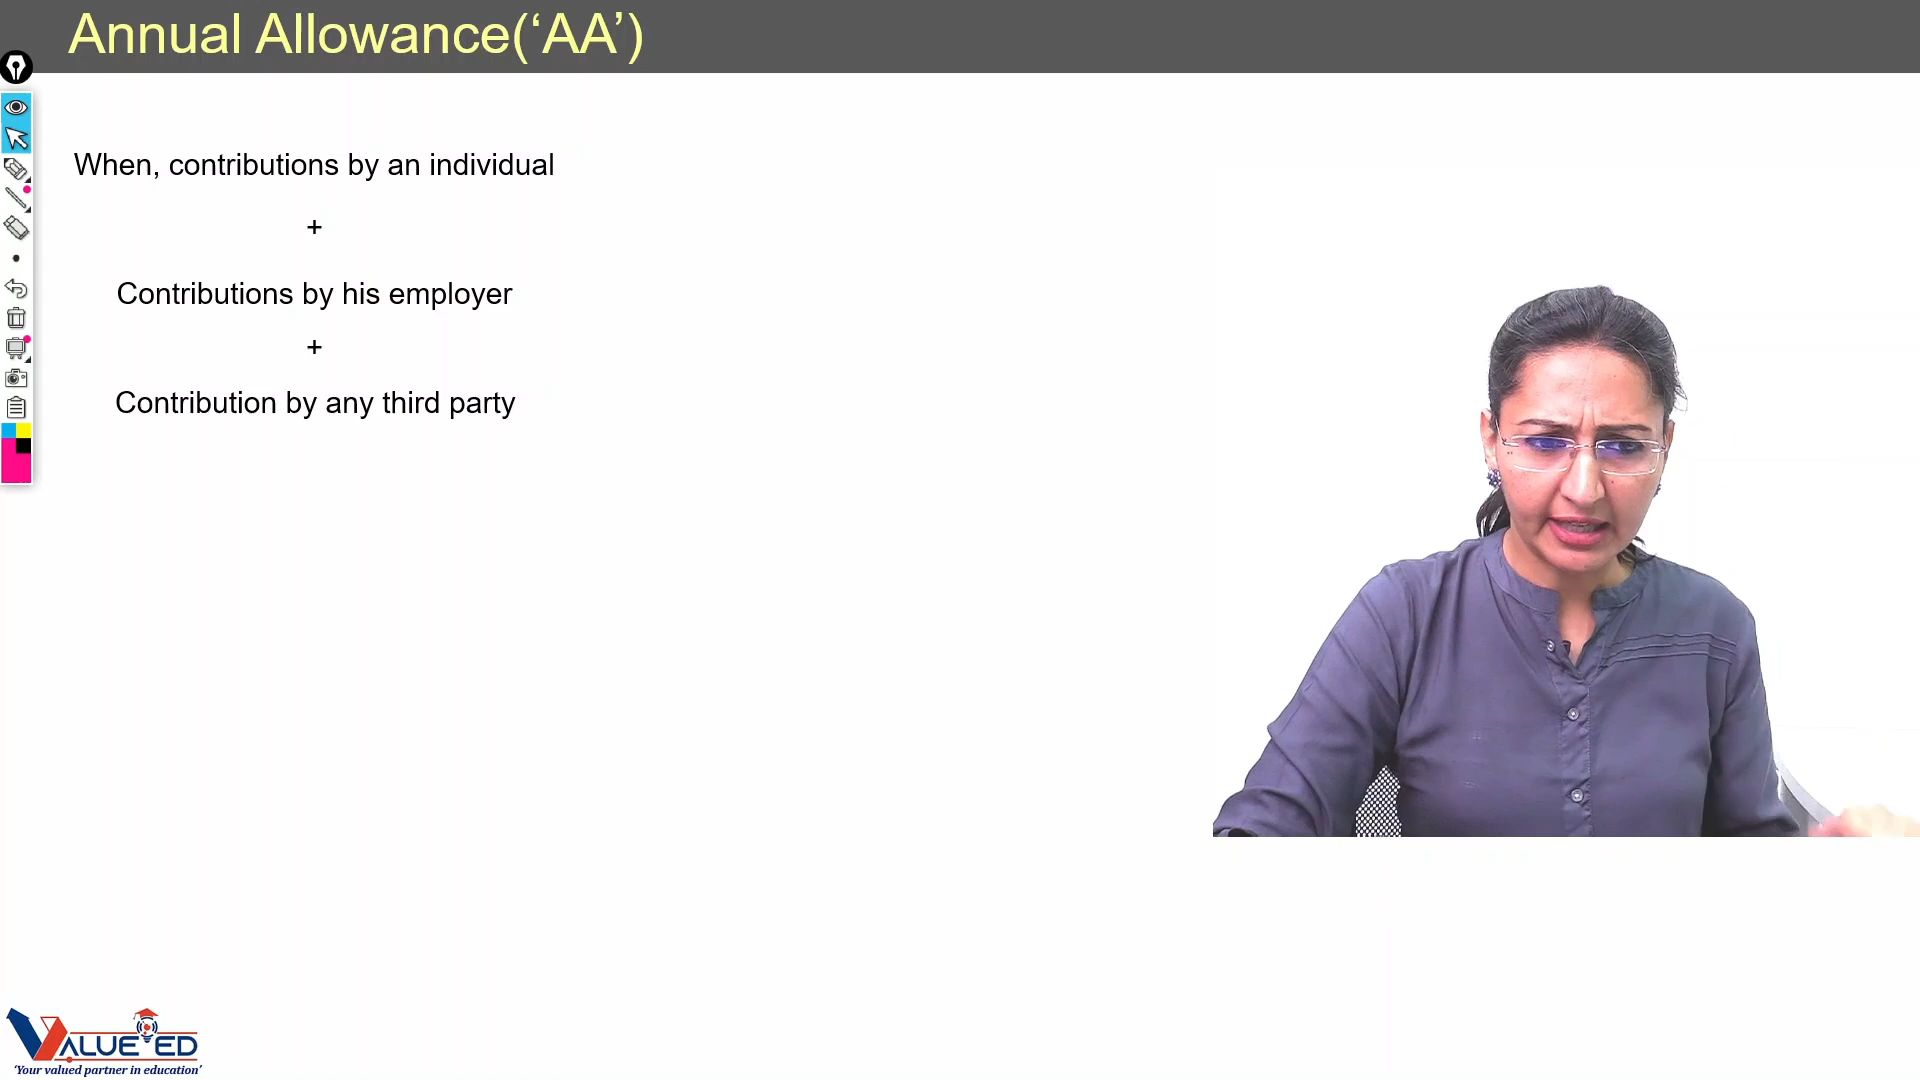 Annual Allowance(‘AA’)
When, contributions by an individual
+
Contributions by his employer
+
Contribution by any third party
VALUE ED
‘Your valued partner in education’